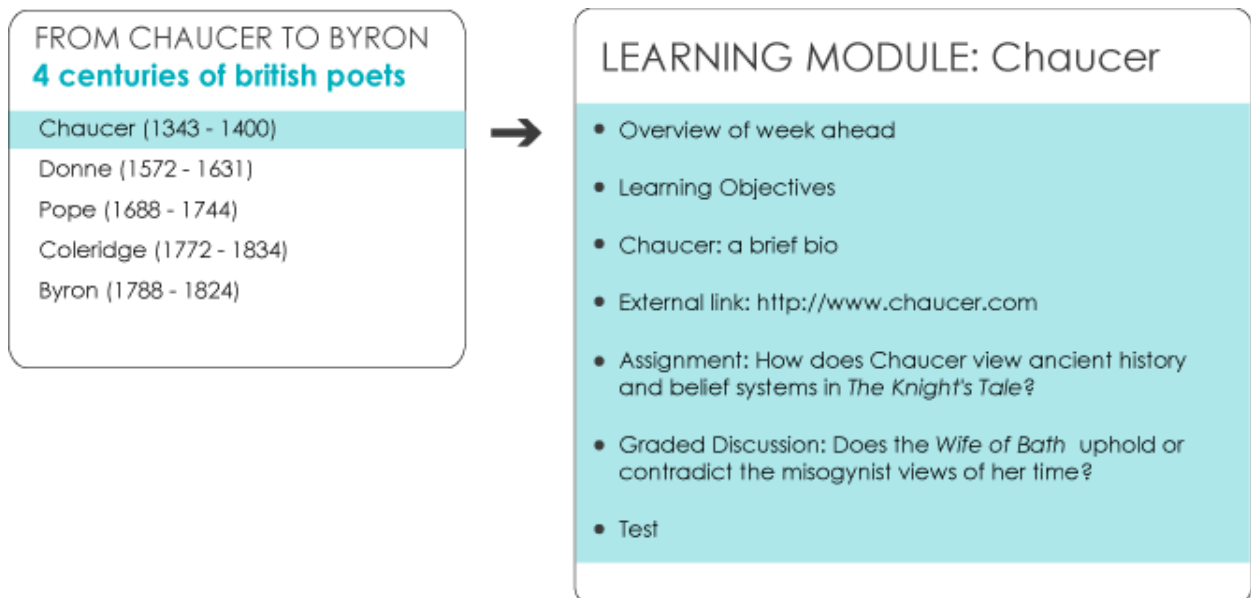 FROM CHAUCER TO BYRON
4 centuries of british poets
Chaucer (1343 - 1400)
Donne (1572 - 1631)
Pope (1688 - 1744)
Coleridge (1772 - 1834)
Byron (1788 - 1824)
LEARNING MODULE: Chaucer
• Overview of week ahead
• Learning Objectives
• Chaucer: a brief bio
• External link: http://www.chaucer.com
• Assignment: How does Chaucer view ancient history
and belief systems in The Knight's Tale?
• Graded Discussion: Does the Wife of Bath uphold or
contradict the misogynist views of her time?
• Test